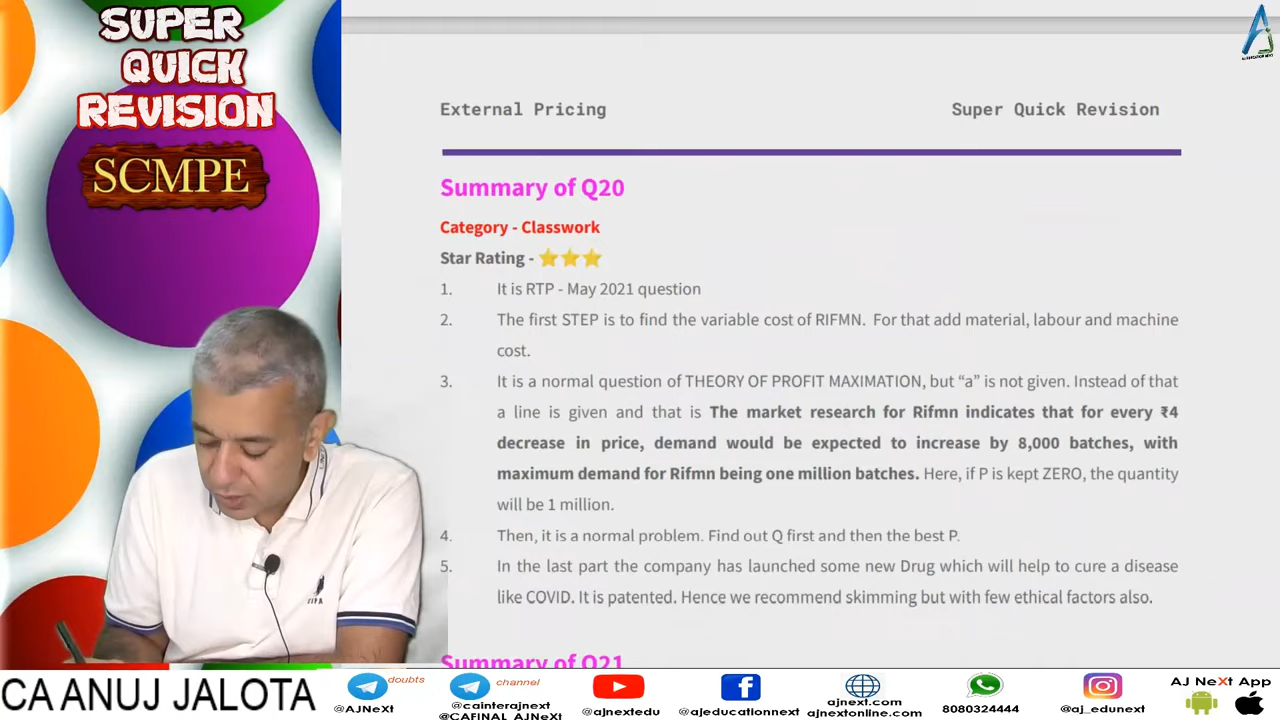 SUPER
QUICK
REVISION
SCMPE
External Pricing
Super Quick Revision
Summary of Q20
Category - Classwork
Star Rating - ⭐⭐⭐
1. It is RTP - May 2021 question
2. The first STEP is to find the variable cost of RIFMN. For that add material, labour and machine
cost.
3. It is a normal question of THEORY OF PROFIT MAXIMATION, but “a” is not given. Instead of that
a line is given and that is The market research for Rifmn indicates that for every ₹4
decrease in price, demand would be expected to increase by 8,000 batches, with
maximum demand for Rifmn being one million batches. Here, if P is kept ZERO, the quantity
will be 1 million.
4. Then, it is a normal problem. Find out Q first and then the best P.
5. In the last part the company has launched some new Drug which will help to cure a disease
like COVID. It is patented. Hence we recommend skimming but with few ethical factors also.
Summary of Q21
CA ANUJ JALOTA
doubts
@AJNeXt
channel
@cainterajnext
@CAFINAL_AJNeXt
@ajnextedu
@ajeducationnext
ajnext.com
ajnextonline.com
8080324444
@aj_edunext
AJ NeXt App